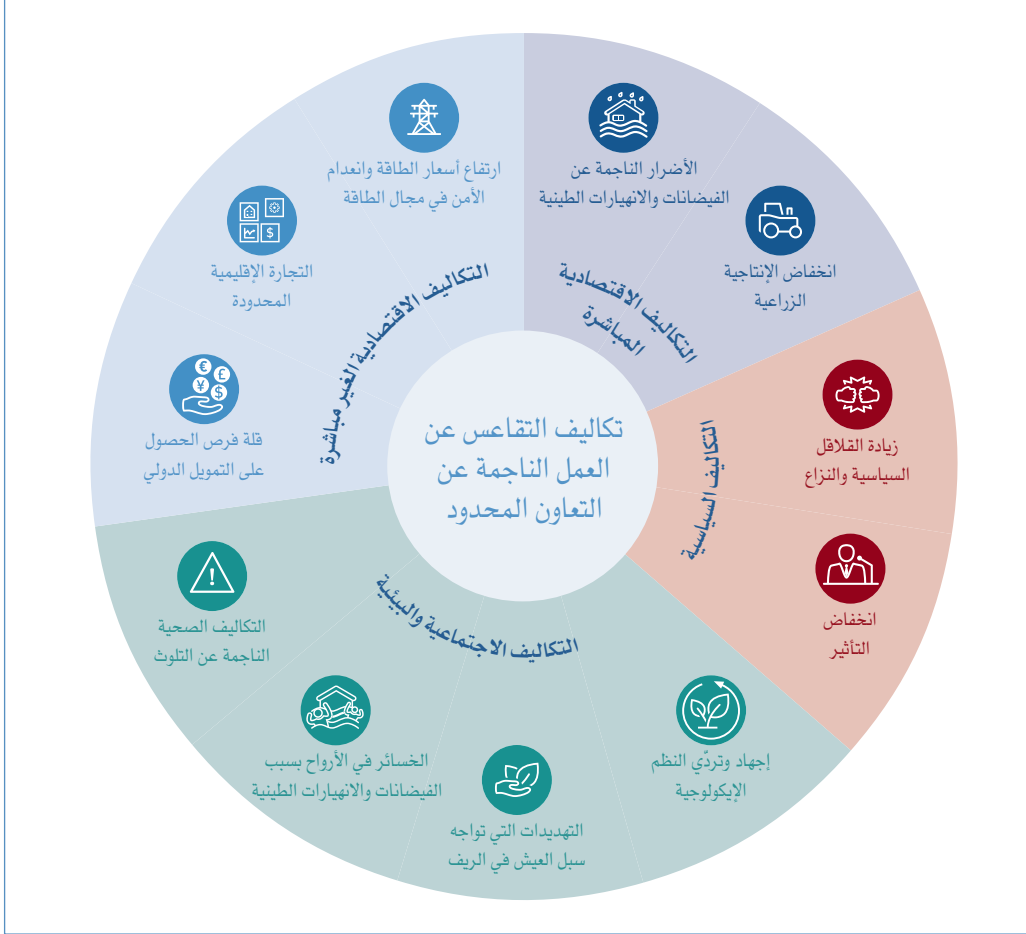 تكاليف التقاعس عن
العمل الناجمة عن
التعاون المحدود
التكاليف الاقتصادية
المباشرة
الأضرار الناجمة عن
الفيضانات والانهيارات الطينية
انخفاض الإنتاجية
الزراعية
التكاليف السياسية
زيادة القلاقل
السياسية والنزاع
انخفاض
التأثير
التكاليف الاجتماعية والبيئية
إجهاد وتردِّي النظم
الإيكولوجية
التهديدات التي تواجه
سبل العيش في الريف
الخسائر في الأرواح بسبب
الفيضانات والانهيارات الطينية
التكاليف الصحية
الناجمة عن التلوث
التكاليف الاقتصادية الغير مباشرة
قلة فرص الحصول
على التمويل الدولي
التجارة الإقليمية
المحدودة
ارتفاع أسعار الطاقة وانعدام
الأمن في مجال الطاقة